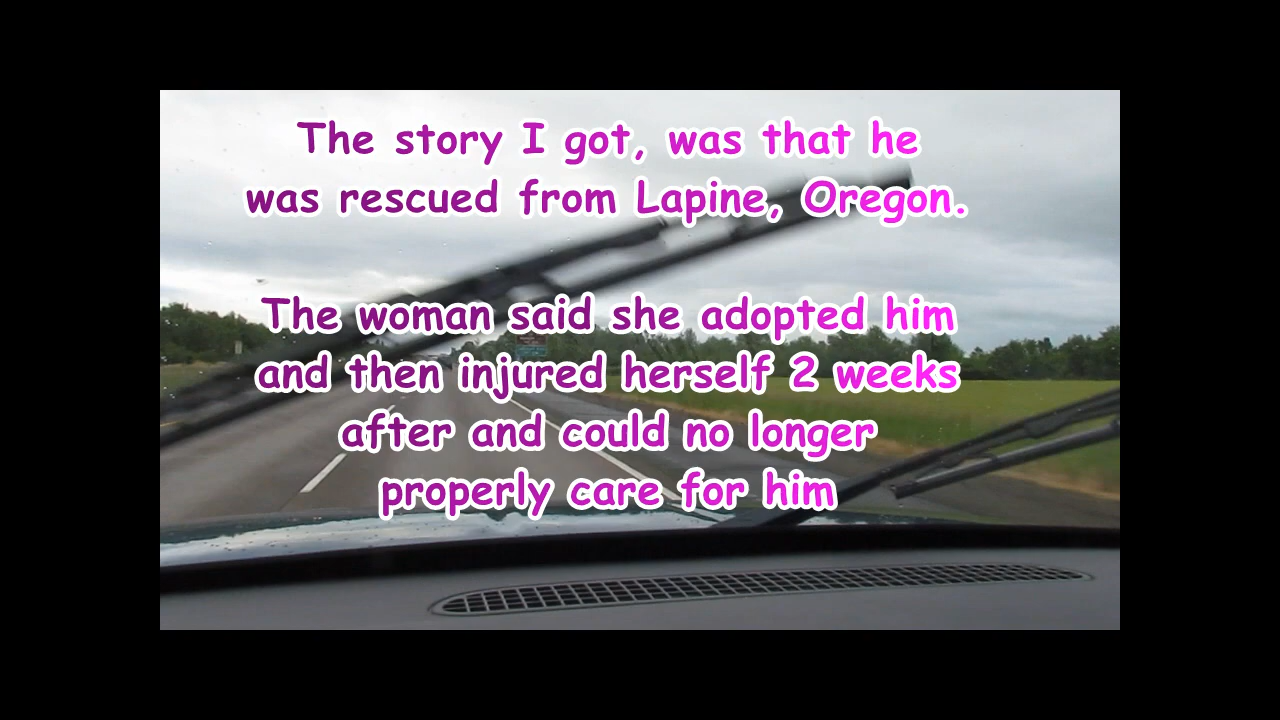 The story I got, was that he
was rescued from Lapine, Oregon.
The woman said she adopted him
and then injured herself 2 weeks
after and could no longer
properly care for him